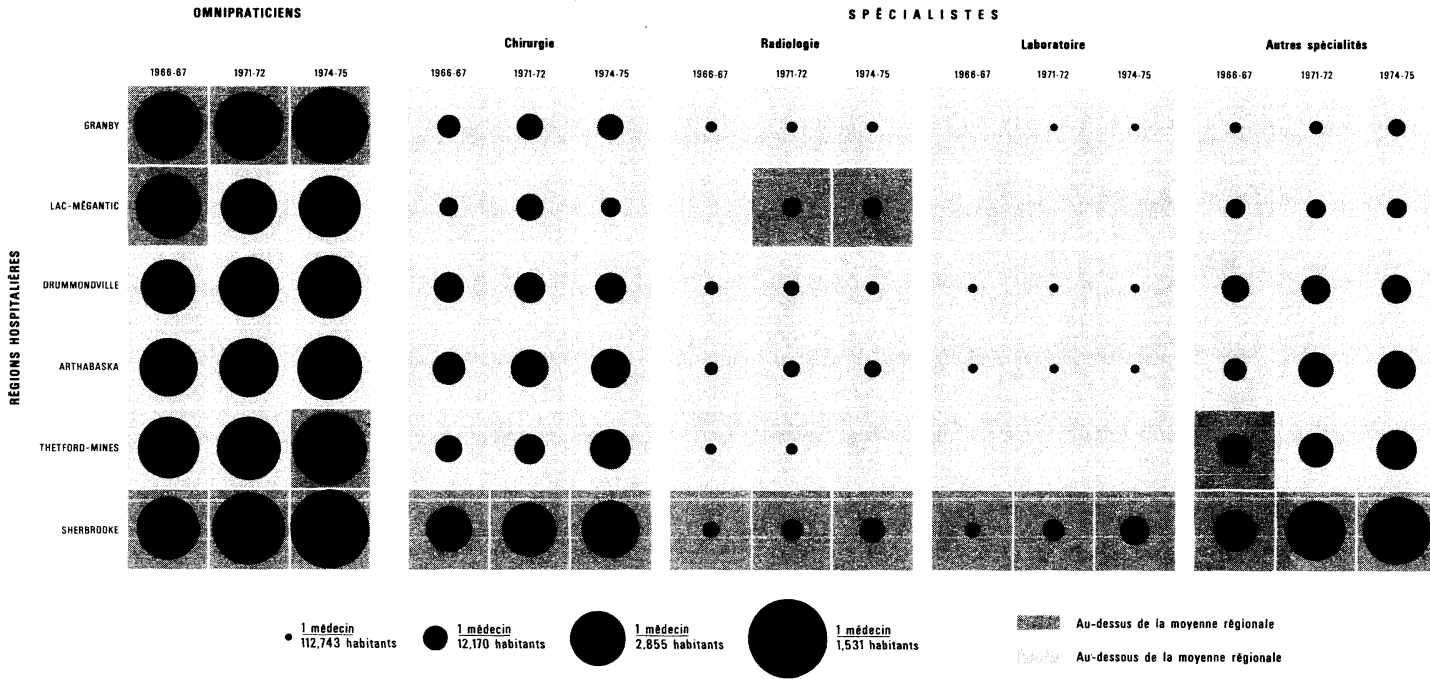 OMNIPRATICIENS
SPÉCIALISTES
Chirurgie
Radiologie
Laboratoire
Autres spécialités
1966-67 1971-72 1974-75 1966-67 1971-72 1974-75 1966-67 1971-72 1974-75 1966-67 1971-72 1974-75 1966-67 1971-72 1974-75
RÉGIONS HOSPITALIÈRES
GRANBY
LAC-MÉGANTIC
DRUMMONDVILLE
ARTHABASKA
THETFORD-MINES
SHERBROOKE
1 médecin
112,743 habitants
1 médecin
12,170 habitants
1 médecin
2,855 habitants
1 médecin
1,531 habitants
Au-dessus de la moyenne régionale
Au-dessous de la moyenne régionale